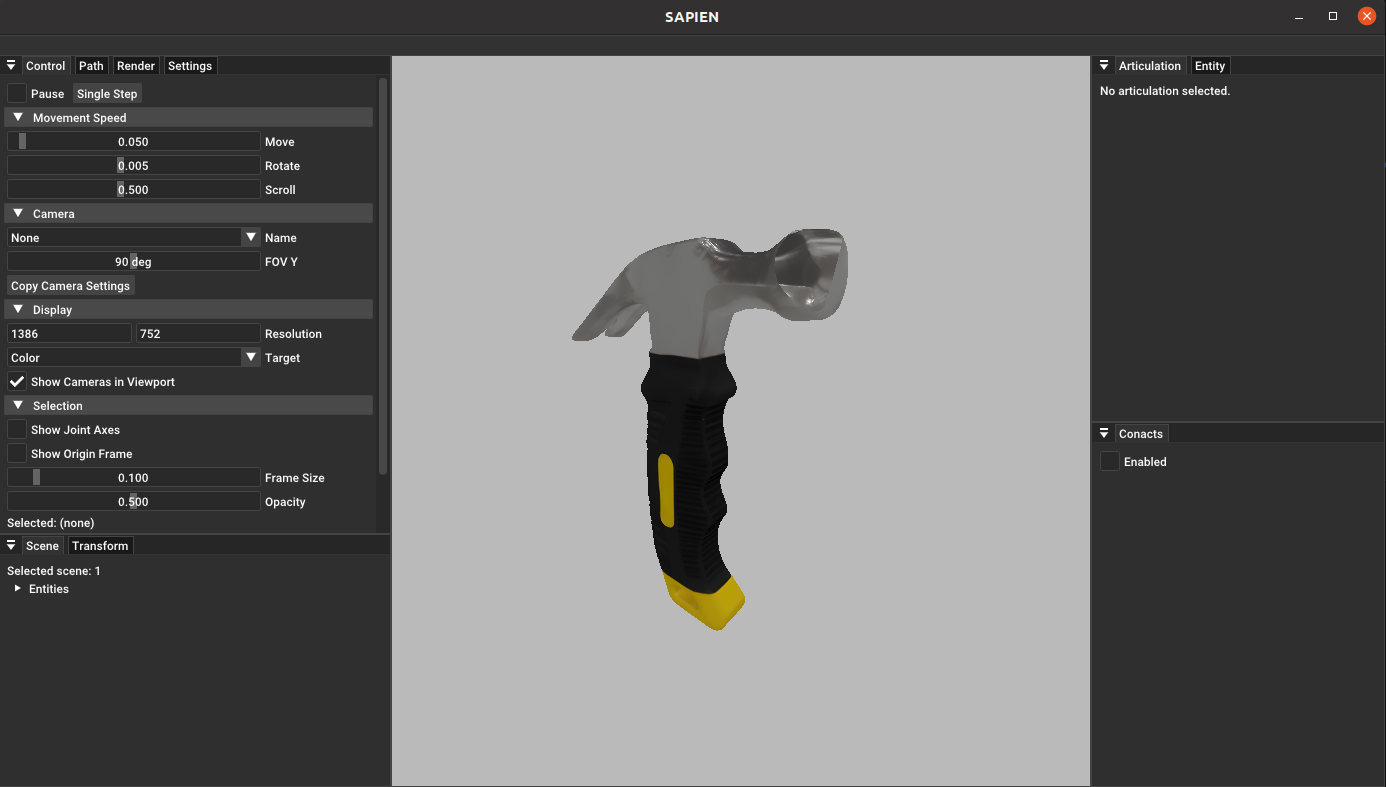 SAPIEN
Control Path Render Settings
Pause Single Step
Movement Speed
0.050 Move
0.005 Rotate
0.500 Scroll
Camera
None Name
90 deg FOV Y
Copy Camera Settings
Display
1386 752 Resolution
Color Target
Show Cameras in Viewport
Selection
Show Joint Axes
Show Origin Frame
0.100 Frame Size
0.500 Opacity
Selected: (none)
Scene Transform
Selected scene: 1
Entities
Articulation Entity
No articulation selected.
Conacts
Enabled